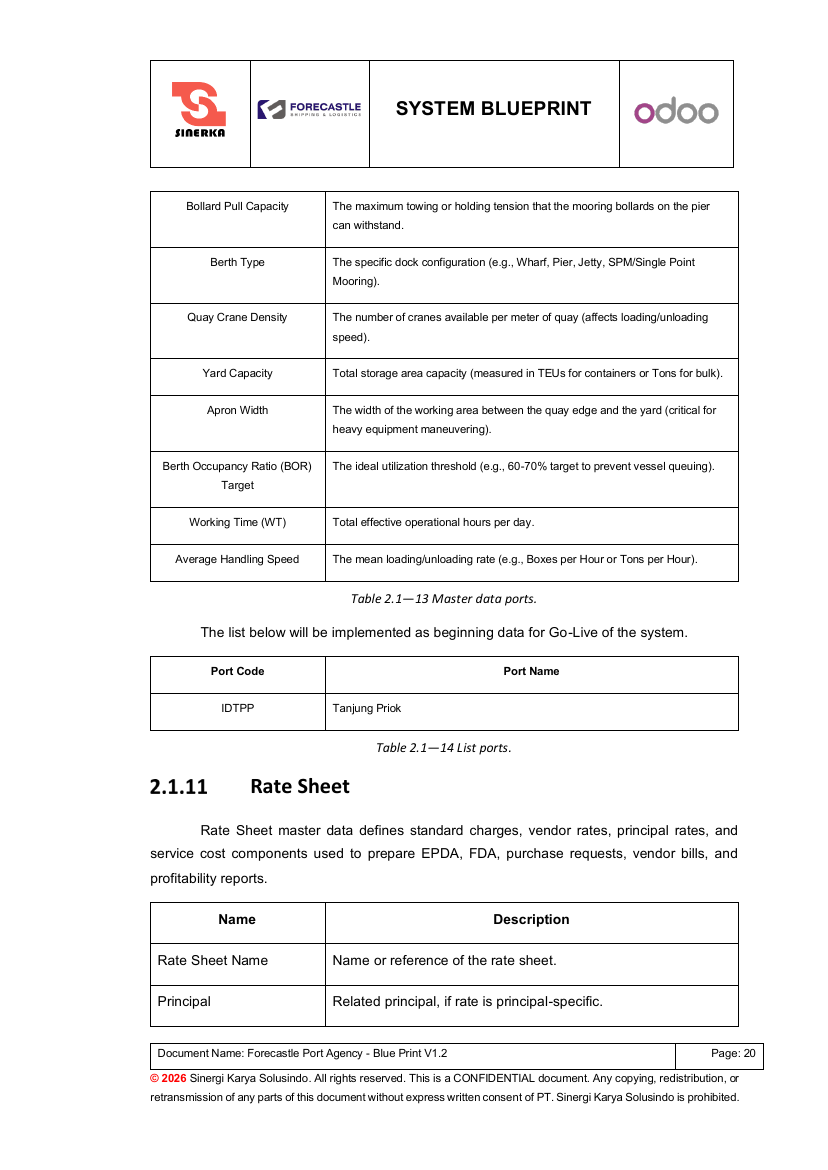 SINERKA
FORECASTLE
SHIPPING & LOGISTICS
SYSTEM BLUEPRINT
odoo
Bollard Pull Capacity
The maximum towing or holding tension that the mooring bollards on the pier
can withstand.
Berth Type
The specific dock configuration (e.g., Wharf, Pier, Jetty, SPM/Single Point
Mooring).
Quay Crane Density
The number of cranes available per meter of quay (affects loading/unloading
speed).
Yard Capacity
Total storage area capacity (measured in TEUs for containers or Tons for bulk).
Apron Width
The width of the working area between the quay edge and the yard (critical for
heavy equipment maneuvering).
Berth Occupancy Ratio (BOR)
Target
The ideal utilization threshold (e.g., 60-70% target to prevent vessel queuing).
Working Time (WT)
Total effective operational hours per day.
Average Handling Speed
The mean loading/unloading rate (e.g., Boxes per Hour or Tons per Hour).
Table 2.1—13 Master data ports.
The list below will be implemented as beginning data for Go-Live of the system.
Port Code
Port Name
IDTPP
Tanjung Priok
Table 2.1—14 List ports.
2.1.11 Rate Sheet
Rate Sheet master data defines standard charges, vendor rates, principal rates, and
service cost components used to prepare EPDA, FDA, purchase requests, vendor bills, and
profitability reports.
Name
Description
Rate Sheet Name
Name or reference of the rate sheet.
Principal
Related principal, if rate is principal-specific.
Document Name: Forecastle Port Agency - Blue Print V1.2
Page: 20
© 2026 Sinergi Karya Solusindo. All rights reserved. This is a CONFIDENTIAL document. Any copying, redistribution, or
retransmission of any parts of this document without express written consent of PT. Sinergi Karya Solusindo is prohibited.